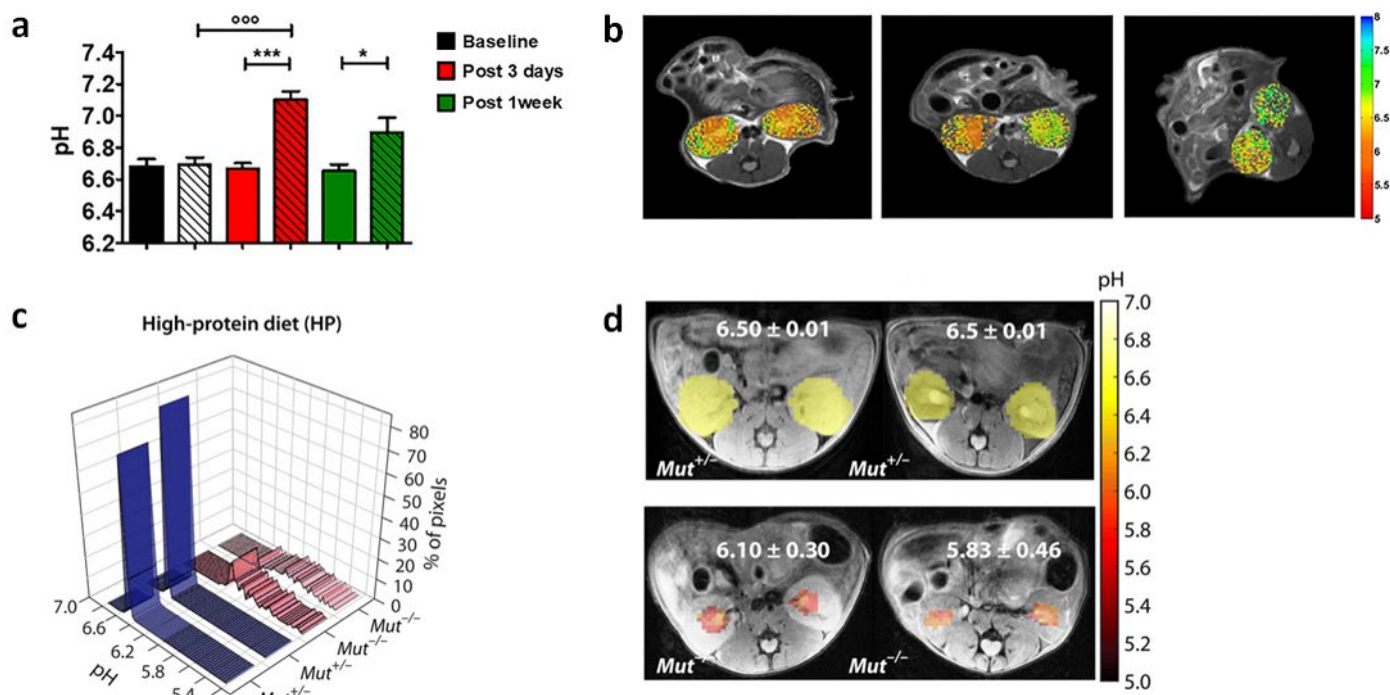 a
°°°
***
*
7.4
7.2
7.0
6.8
6.6
6.4
6.2
pH
Baseline
Post 3 days
Post 1week
b
8
7.5
7
6.5
6
5.5
5
c
High-protein diet (HP)
80
70
60
50
40
30
20
10
0
% of pixels
7.0
6.6
6.2
5.8
5.4
pH
Mut−/−
Mut−/−
Mut+/−
Mut+/−
d
pH
6.50 ± 0.01
6.5 ± 0.01
Mut+/−
Mut+/−
6.10 ± 0.30
5.83 ± 0.46
Mut−/−
Mut−/−
7.0
6.8
6.6
6.4
6.2
6.0
5.8
5.6
5.4
5.2
5.0